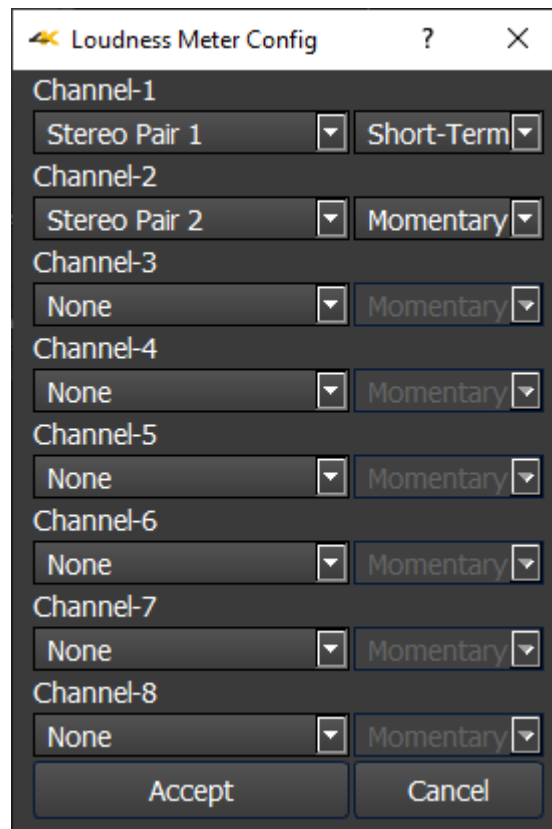 Loudness Meter Config ?
Channel-1
Stereo Pair 1 Short-Term
Channel-2
Stereo Pair 2 Momentary
Channel-3
None Momentary
Channel-4
None Momentary
Channel-5
None Momentary
Channel-6
None Momentary
Channel-7
None Momentary
Channel-8
None Momentary
Accept Cancel